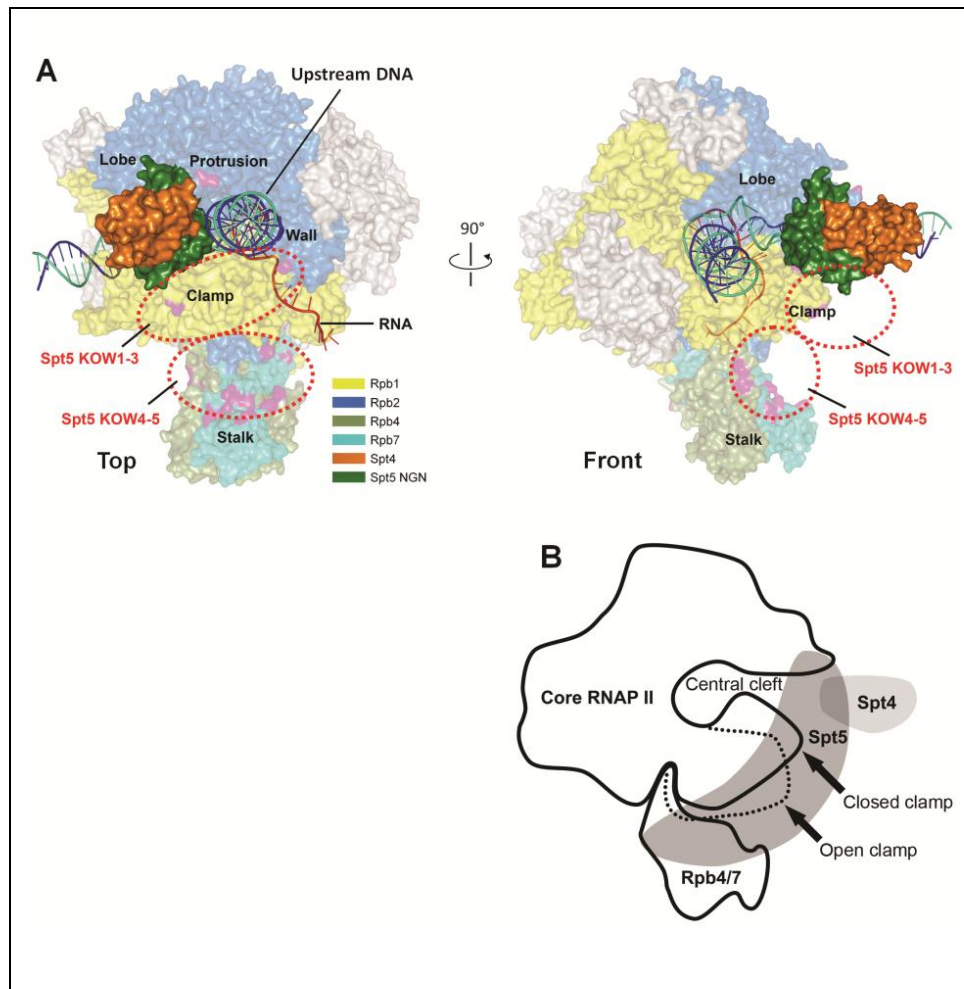 A
Upstream DNA
Lobe
Protrusion
Wall
Clamp
RNA
Spt5 KOW1-3
Spt5 KOW4-5
Stalk
Top
Rpb1
Rpb2
Rpb4
Rpb7
Spt4
Spt5 NGN
90°
Lobe
Clamp
Spt5 KOW1-3
Spt5 KOW4-5
Stalk
Front
B
Central cleft
Core RNAP II
Spt4
Spt5
Closed clamp
Open clamp
Rpb4/7